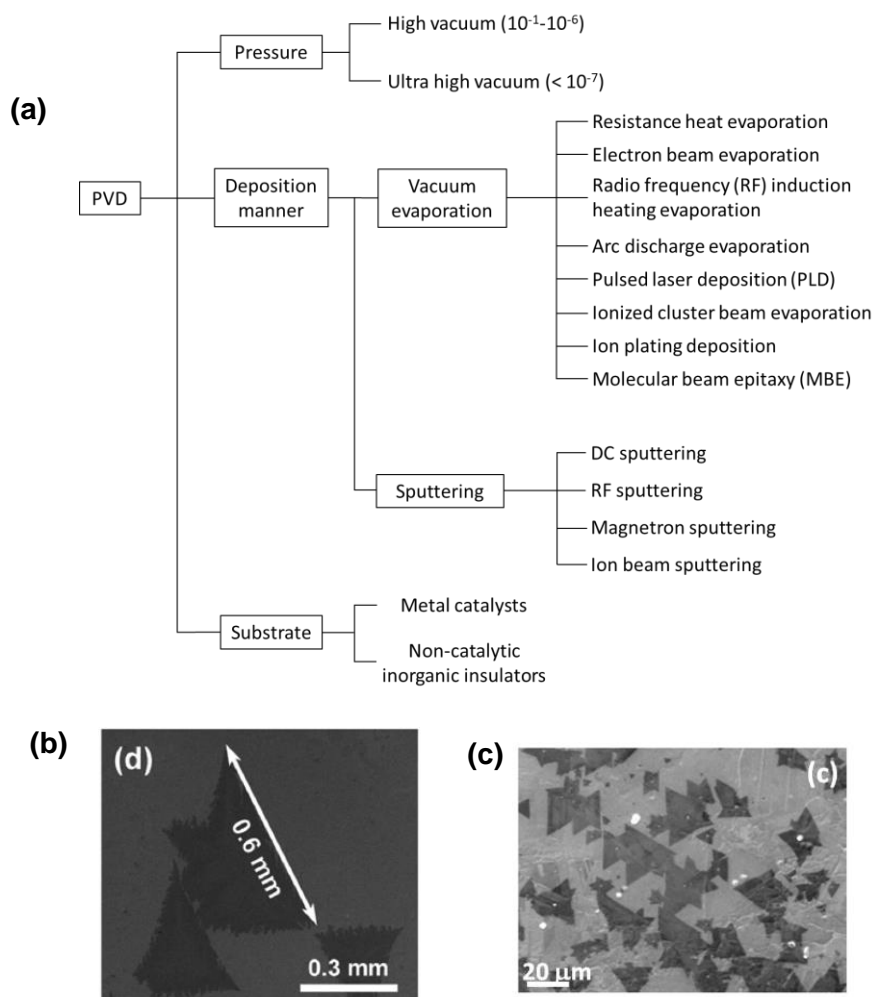 (a)
PVD
Pressure
High vacuum (10⁻¹-10⁻⁶)
Ultra high vacuum (< 10⁻⁷)
Deposition
manner
Vacuum
evaporation
Resistance heat evaporation
Electron beam evaporation
Radio frequency (RF) induction
heating evaporation
Arc discharge evaporation
Pulsed laser deposition (PLD)
Ionized cluster beam evaporation
Ion plating deposition
Molecular beam epitaxy (MBE)
Sputtering
DC sputtering
RF sputtering
Magnetron sputtering
Ion beam sputtering
Substrate
Metal catalysts
Non-catalytic
inorganic insulators
(b)
(d)
0.6 mm
0.3 mm
(c)
(c)
20 μm